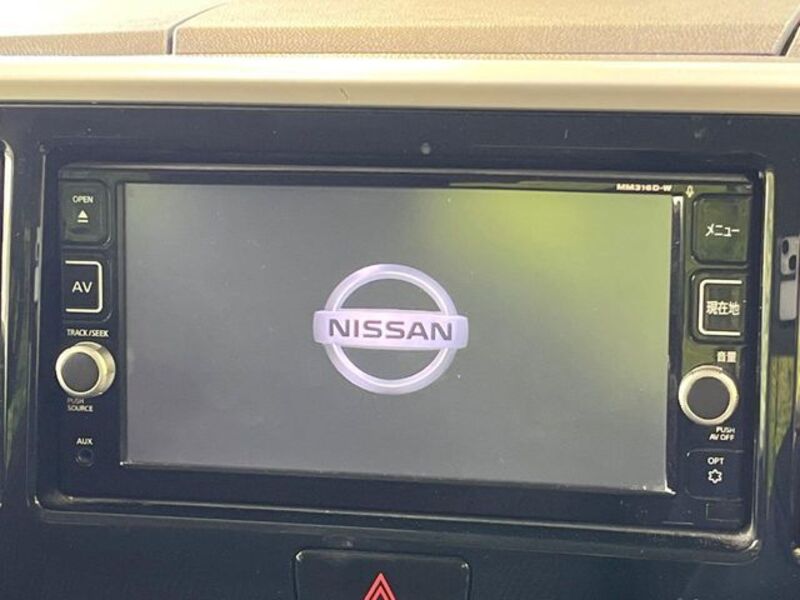 MM316D-W
OPEN
メニュー
AV
現在地
NISSAN
TRACK/SEEK
音量
PUSH
SOURCE
PUSH
AV OFF
AUX
OPT